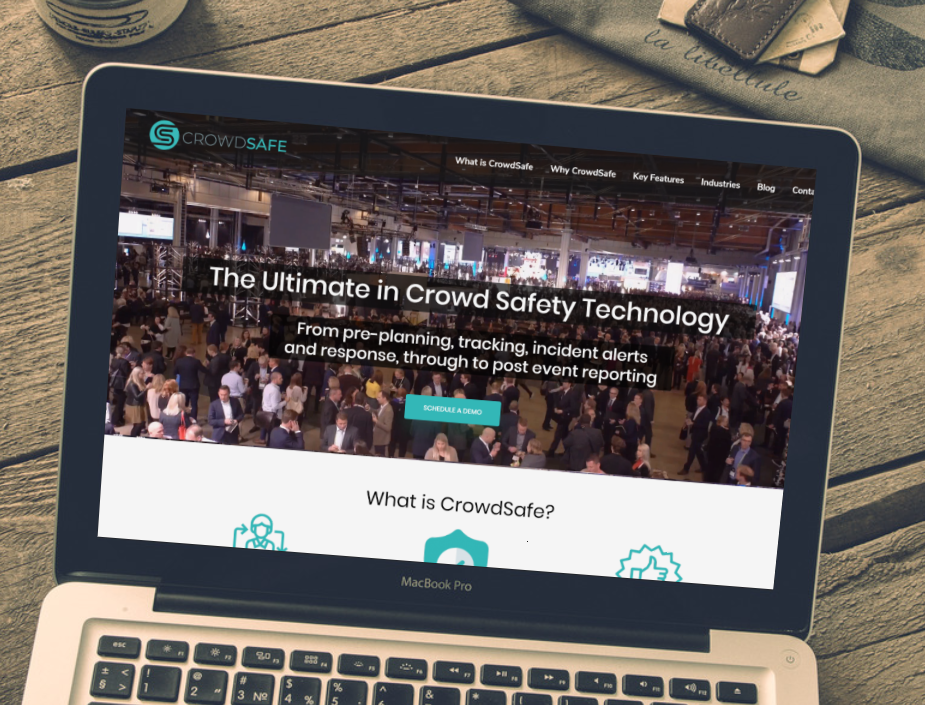 la libellule
CROWDSAFE
What is CrowdSafe
Why CrowdSafe
Key Features
Industries
Blog
Conta
The Ultimate in Crowd Safety Technology
From pre-planning, tracking, incident alerts
and response, through to post event reporting
SCHEDULE A DEMO
What is CrowdSafe?
MacBook Pro
esc
F1
F2
F3
F4
F5
F6
F7
F8
F9
F10
F11
F12
± <
§ >
!
1
@
2 "
#
3 №
$
4 %
%
5 :
^
6 ,
&
7 .
*
(